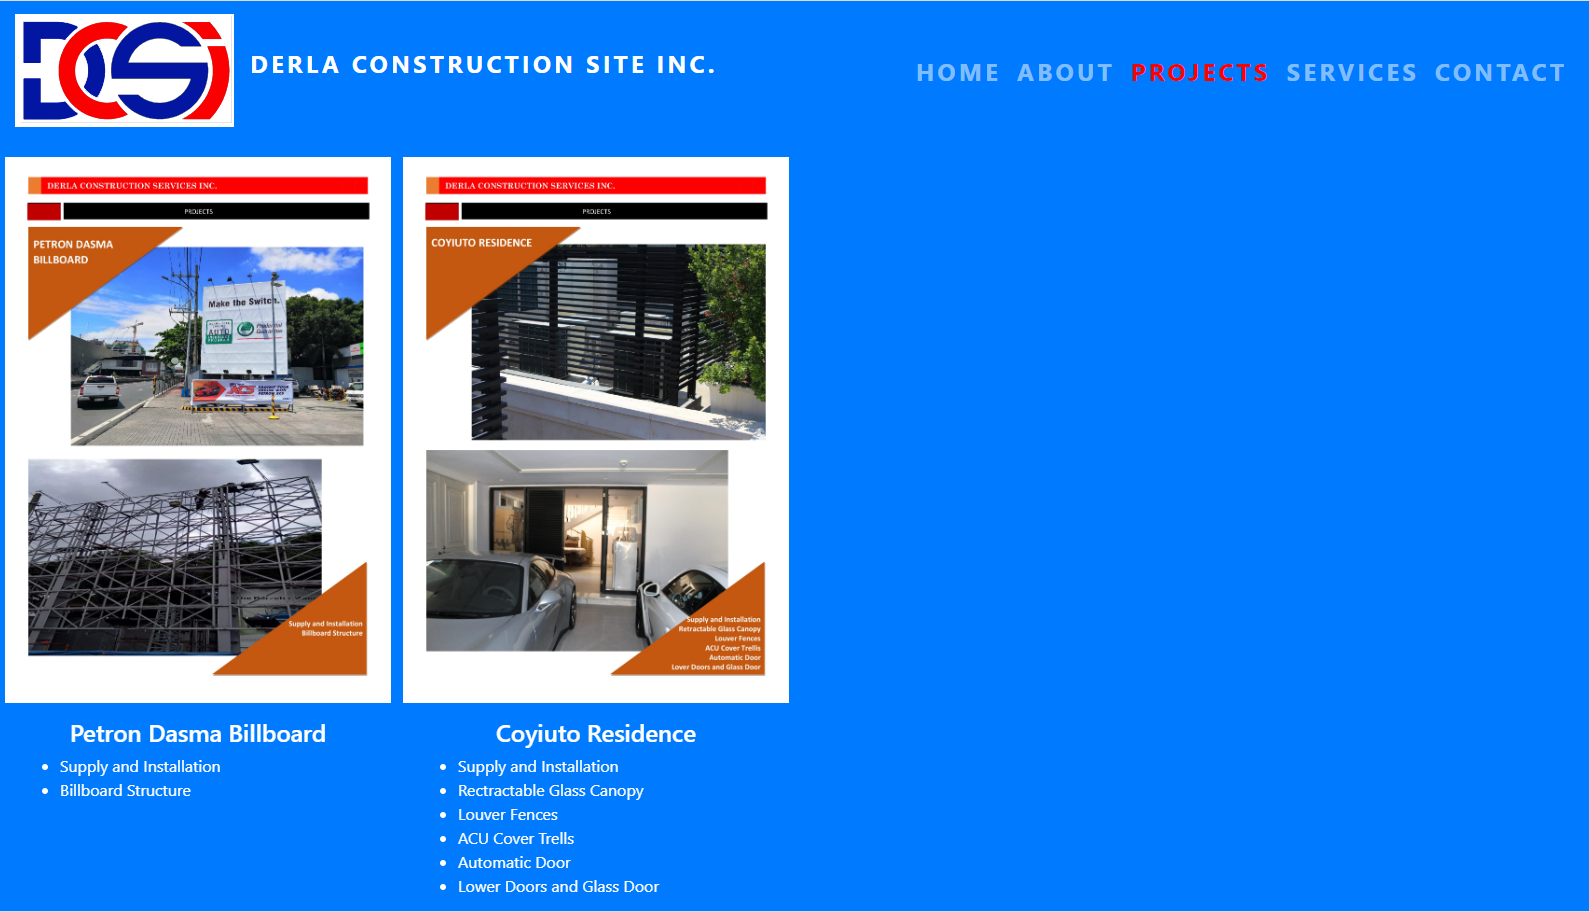 DCSi
DERLA CONSTRUCTION SITE INC.
HOME ABOUT PROJECTS SERVICES CONTACT
DERLA CONSTRUCTION SERVICES INC.
PROJECTS
PETRON DASMA
BILLBOARD
Make the Switch.
AUTO
Prudential
Guarantee
XCS
Supply and Installation
Billboard Structure
DERLA CONSTRUCTION SERVICES INC.
PROJECTS
COYIUTO RESIDENCE
Supply and Installation
Retractable Glass Canopy
Louver Fences
ACU Cover Trellis
Automatic Door
Lover Doors and Glass Door
Petron Dasma Billboard
Supply and Installation
Billboard Structure
Coyiuto Residence
Supply and Installation
Rectractable Glass Canopy
Louver Fences
ACU Cover Trells
Automatic Door
Lower Doors and Glass Door